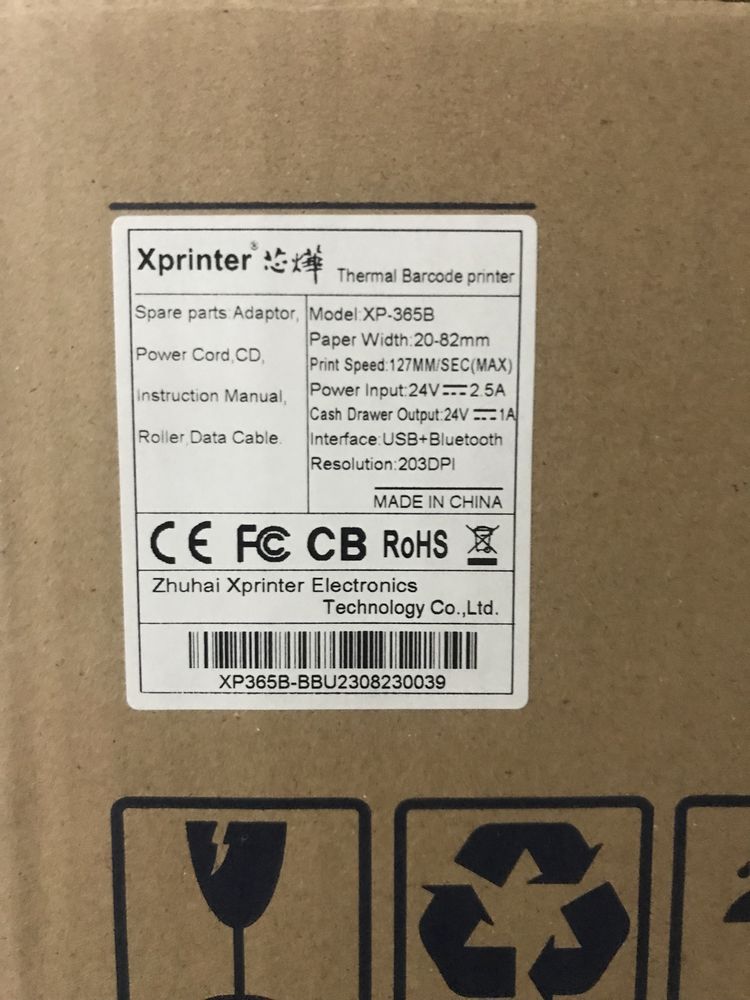 Xprinter® 芯烨
Thermal Barcode printer
Spare parts:Adaptor,
Power Cord,CD,
Instruction Manual,
Roller,Data Cable.
Model:XP-365B
Paper Width:20-82mm
Print Speed:127MM/SEC(MAX)
Power Input:24V⎓2.5A
Cash Drawer Output:24V⎓1A
Interface:USB+Bluetooth
Resolution:203DPI
MADE IN CHINA
CE FC CB RoHS
Zhuhai Xprinter Electronics
Technology Co.,Ltd.
XP365B-BBU2308230039